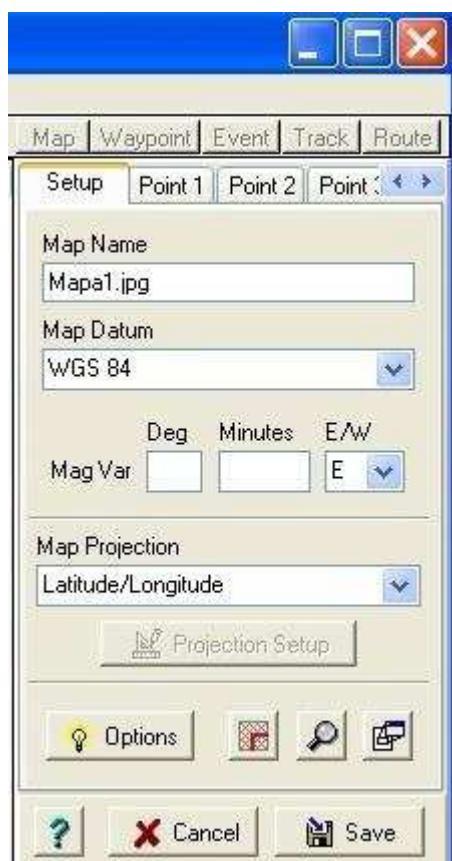 Map Waypoint Event Track Route
Setup Point 1 Point 2 Point
Map Name
Mapa1.jpg
Map Datum
WGS 84
Deg Minutes E/W
Mag Var E
Map Projection
Latitude/Longitude
Projection Setup
Options
? Cancel Save